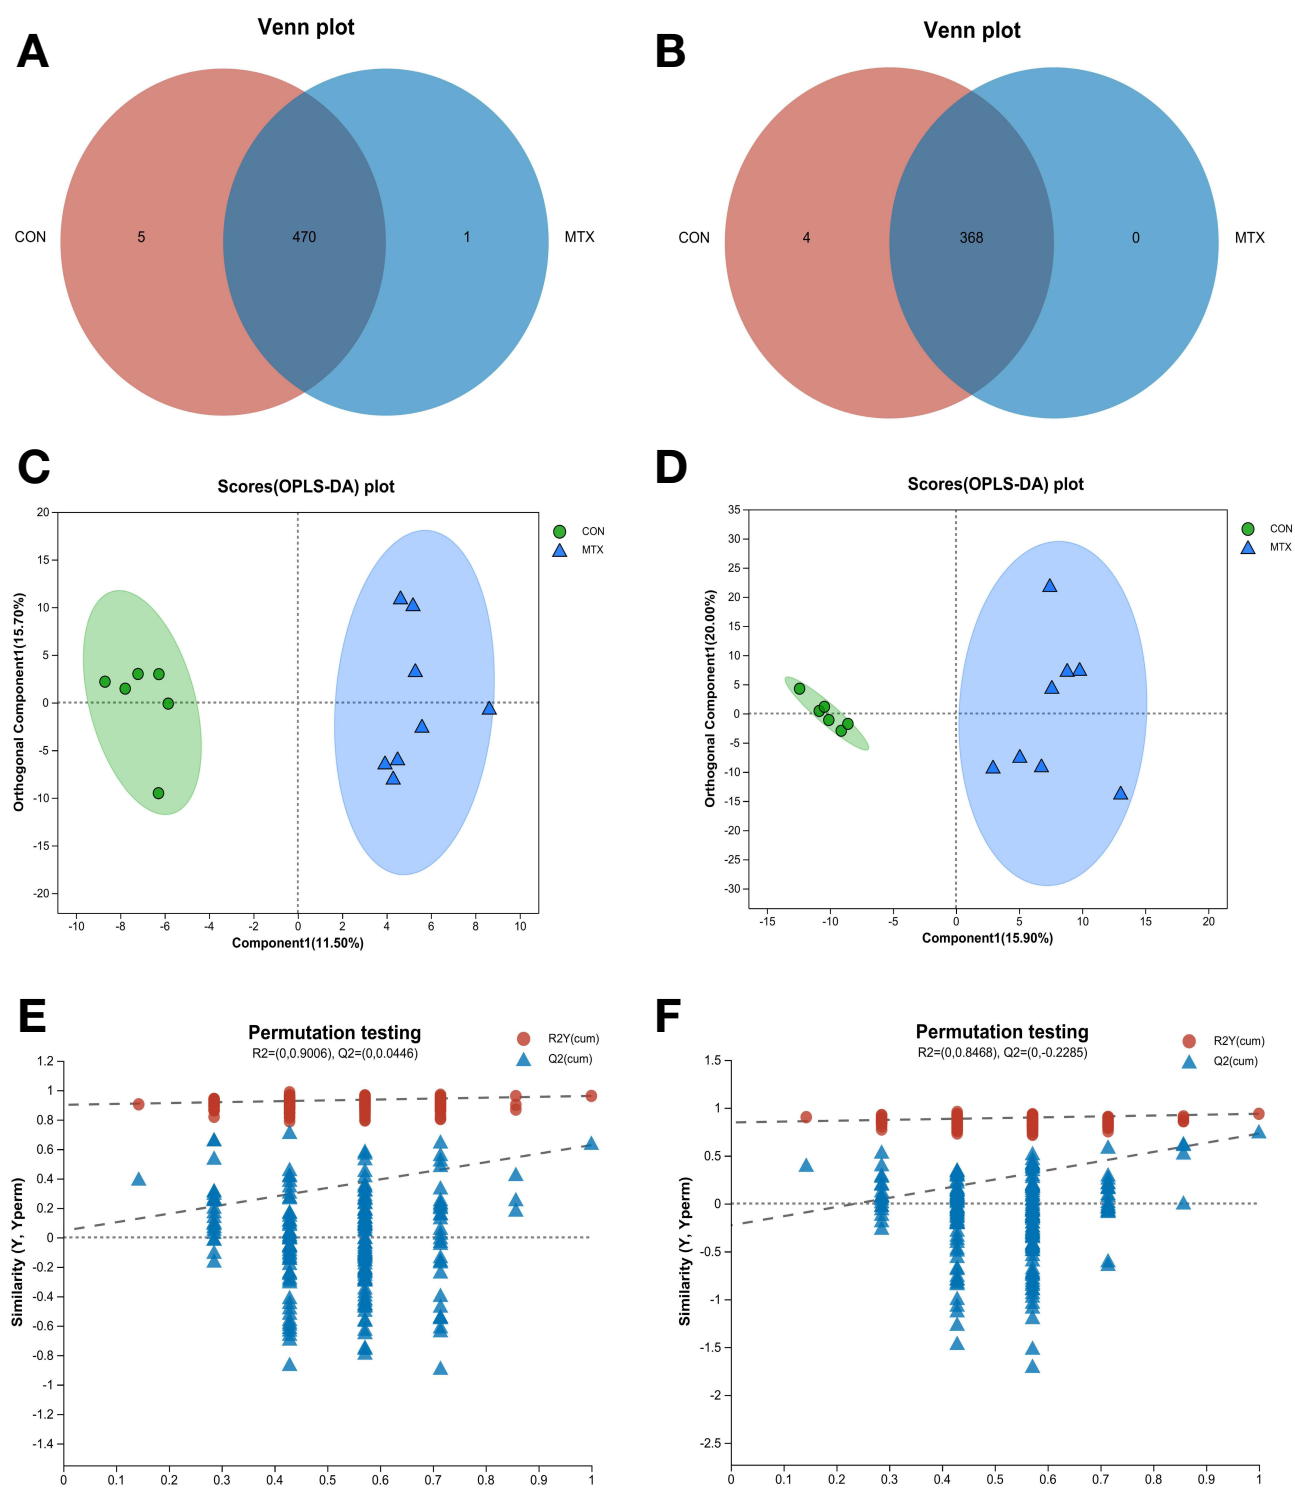 A
Venn plot
CON
5
470
1
MTX
B
Venn plot
CON
4
368
0
MTX
C
Scores(OPLS-DA) plot
CON
MTX
Orthogonal Component1(15.70%)
20
15
10
5
0
-5
-10
-15
-20
-10 -8 -6 -4 -2 0 2 4 6 8 10
Component1(11.50%)
D
Scores(OPLS-DA) plot
CON
MTX
Orthogonal Component1(20.00%)
35
30
25
20
15
10
5
0
-5
-10
-15
-20
-25
-30
-15 -10 -5 0 5 10 15 20
Component1(15.90%)
E
Permutation testing
R2=(0,0.9006), Q2=(0,0.0446)
R2Y(cum)
Q2(cum)
Similarity (Y, Yperm)
1.2
1
0.8
0.6
0.4
0.2
0
-0.2
-0.4
-0.6
-0.8
-1
-1.2
-1.4
0 0.1 0.2 0.3 0.4 0.5 0.6 0.7 0.8 0.9 1
F
Permutation testing
R2=(0,0.8468), Q2=(0,-0.2285)
R2Y(cum)
Q2(cum)
Similarity (Y, Yperm)
1.5
1
0.5
0
-0.5
-1
-1.5
-2
-2.5
0 0.1 0.2 0.3 0.4 0.5 0.6 0.7 0.8 0.9 1